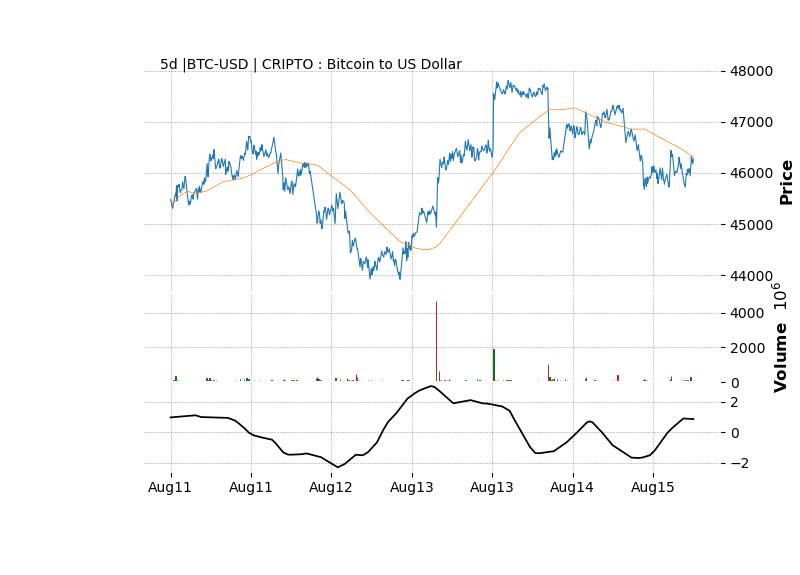 5d |BTC-USD | CRIPTO : Bitcoin to US Dollar
48000
47000
46000
45000
44000
Price
4000
2000
0
Volume 10^6
2
0
−2
Aug11
Aug11
Aug12
Aug13
Aug13
Aug14
Aug15